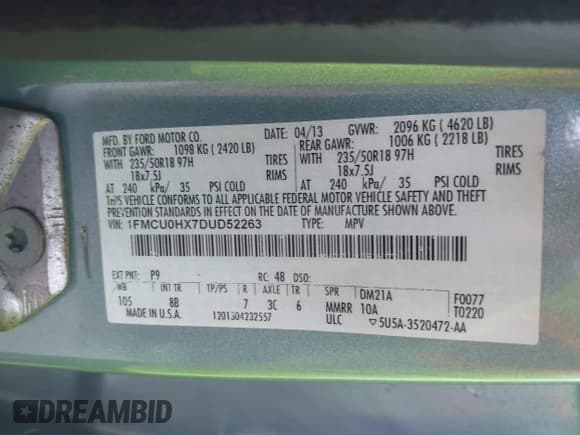 MFD. BY FORD MOTOR CO.
DATE: 04/13 GVWR: 2096 KG ( 4620 LB)
FRONT GAWR: 1098 KG ( 2420 LB) REAR GAWR: 1006 KG ( 2218 LB)
WITH 235/50R18 97H TIRES WITH 235/50R18 97H TIRES
18x7.5J RIMS 18x7.5J RIMS
AT 240 kPa/ 35 PSI COLD AT 240 kPa/ 35 PSI COLD
THIS VEHICLE CONFORMS TO ALL APPLICABLE FEDERAL MOTOR VEHICLE SAFETY AND THEFT
PREVENTION STANDARDS IN EFFECT ON THE DATE OF MANUFACTURE SHOWN ABOVE.
VIN: 1FMCU0HX7DUD52263 TYPE: MPV
EXT PNT: P9 RC: 48 DSO:
WB INT TR TP/PS R AXLE TR SPR DM21A F0077
105 8B 7 3C 6 MMRR 10A T0220
MADE IN U.S.A. 1201304232557 ULC ▽5U5A-3520472-AA
DREAMBID